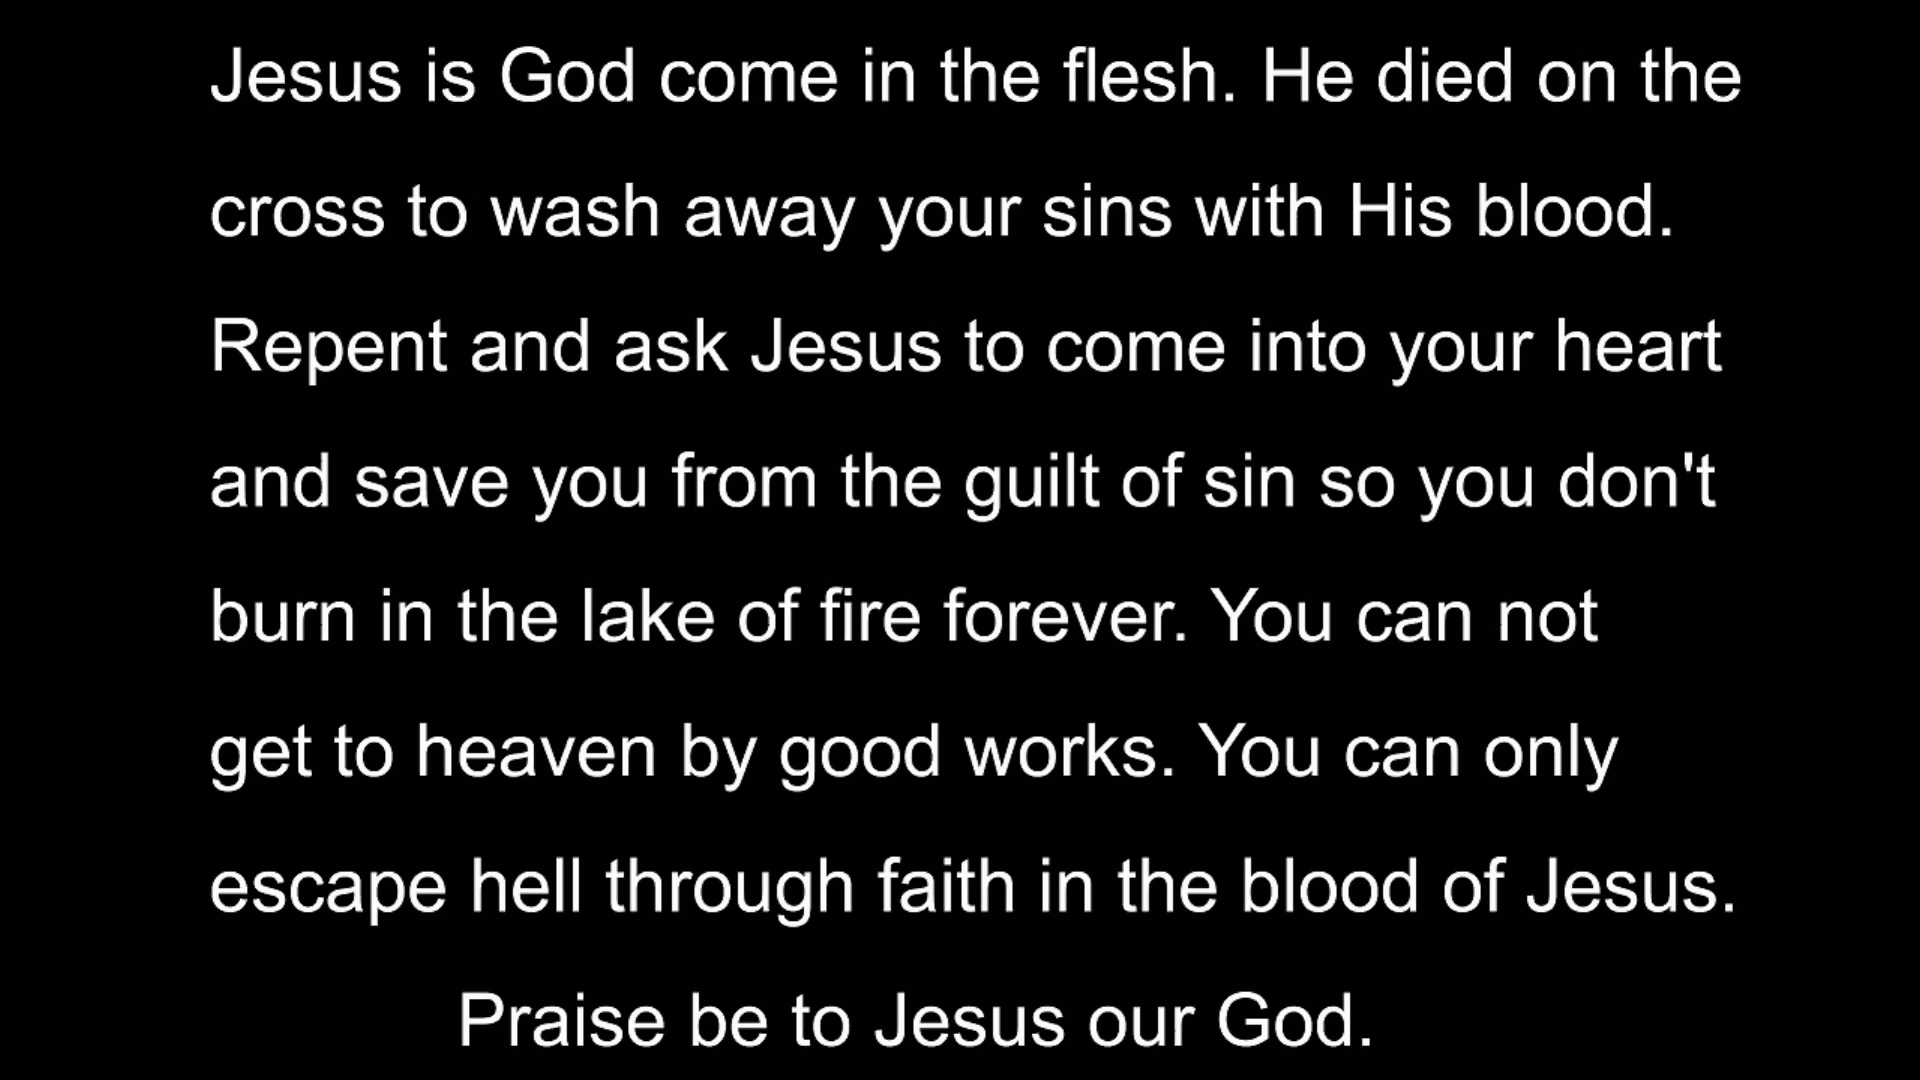 Jesus is God come in the flesh. He died on the
cross to wash away your sins with His blood.
Repent and ask Jesus to come into your heart
and save you from the guilt of sin so you don't
burn in the lake of fire forever. You can not
get to heaven by good works. You can only
escape hell through faith in the blood of Jesus.
Praise be to Jesus our God.